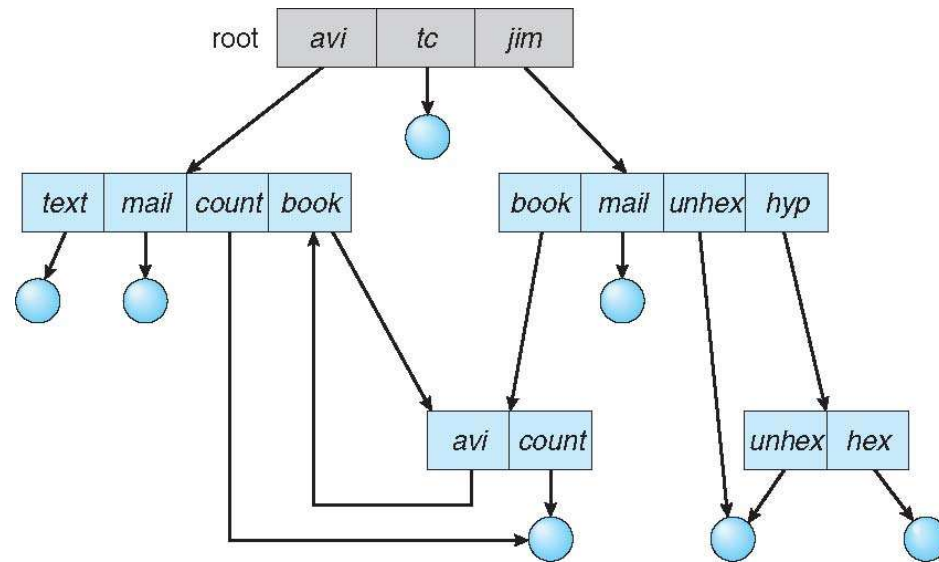 root avi tc jim
text mail count book book mail unhex hyp
avi count unhex hex